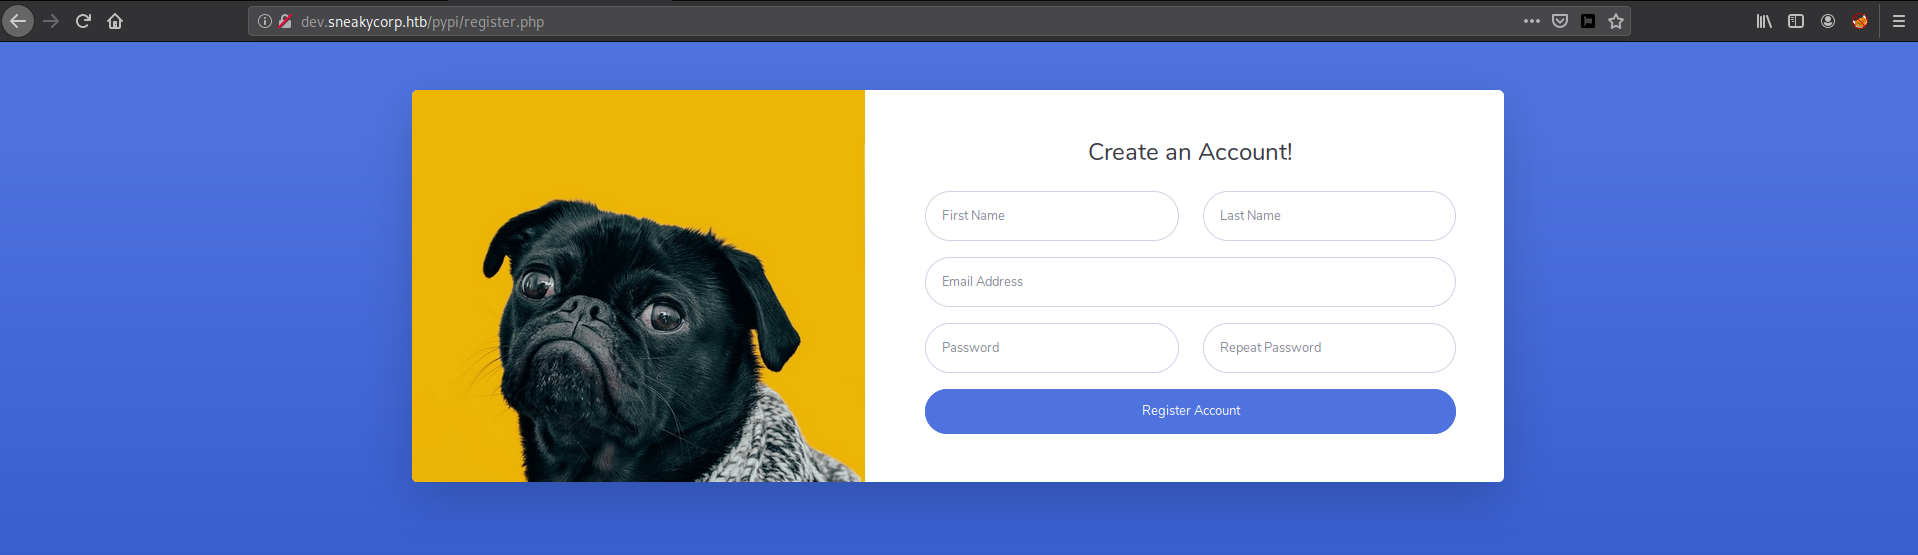 dev.sneakycorp.htb/pypi/register.php
Create an Account!
First Name
Last Name
Email Address
Password
Repeat Password
Register Account